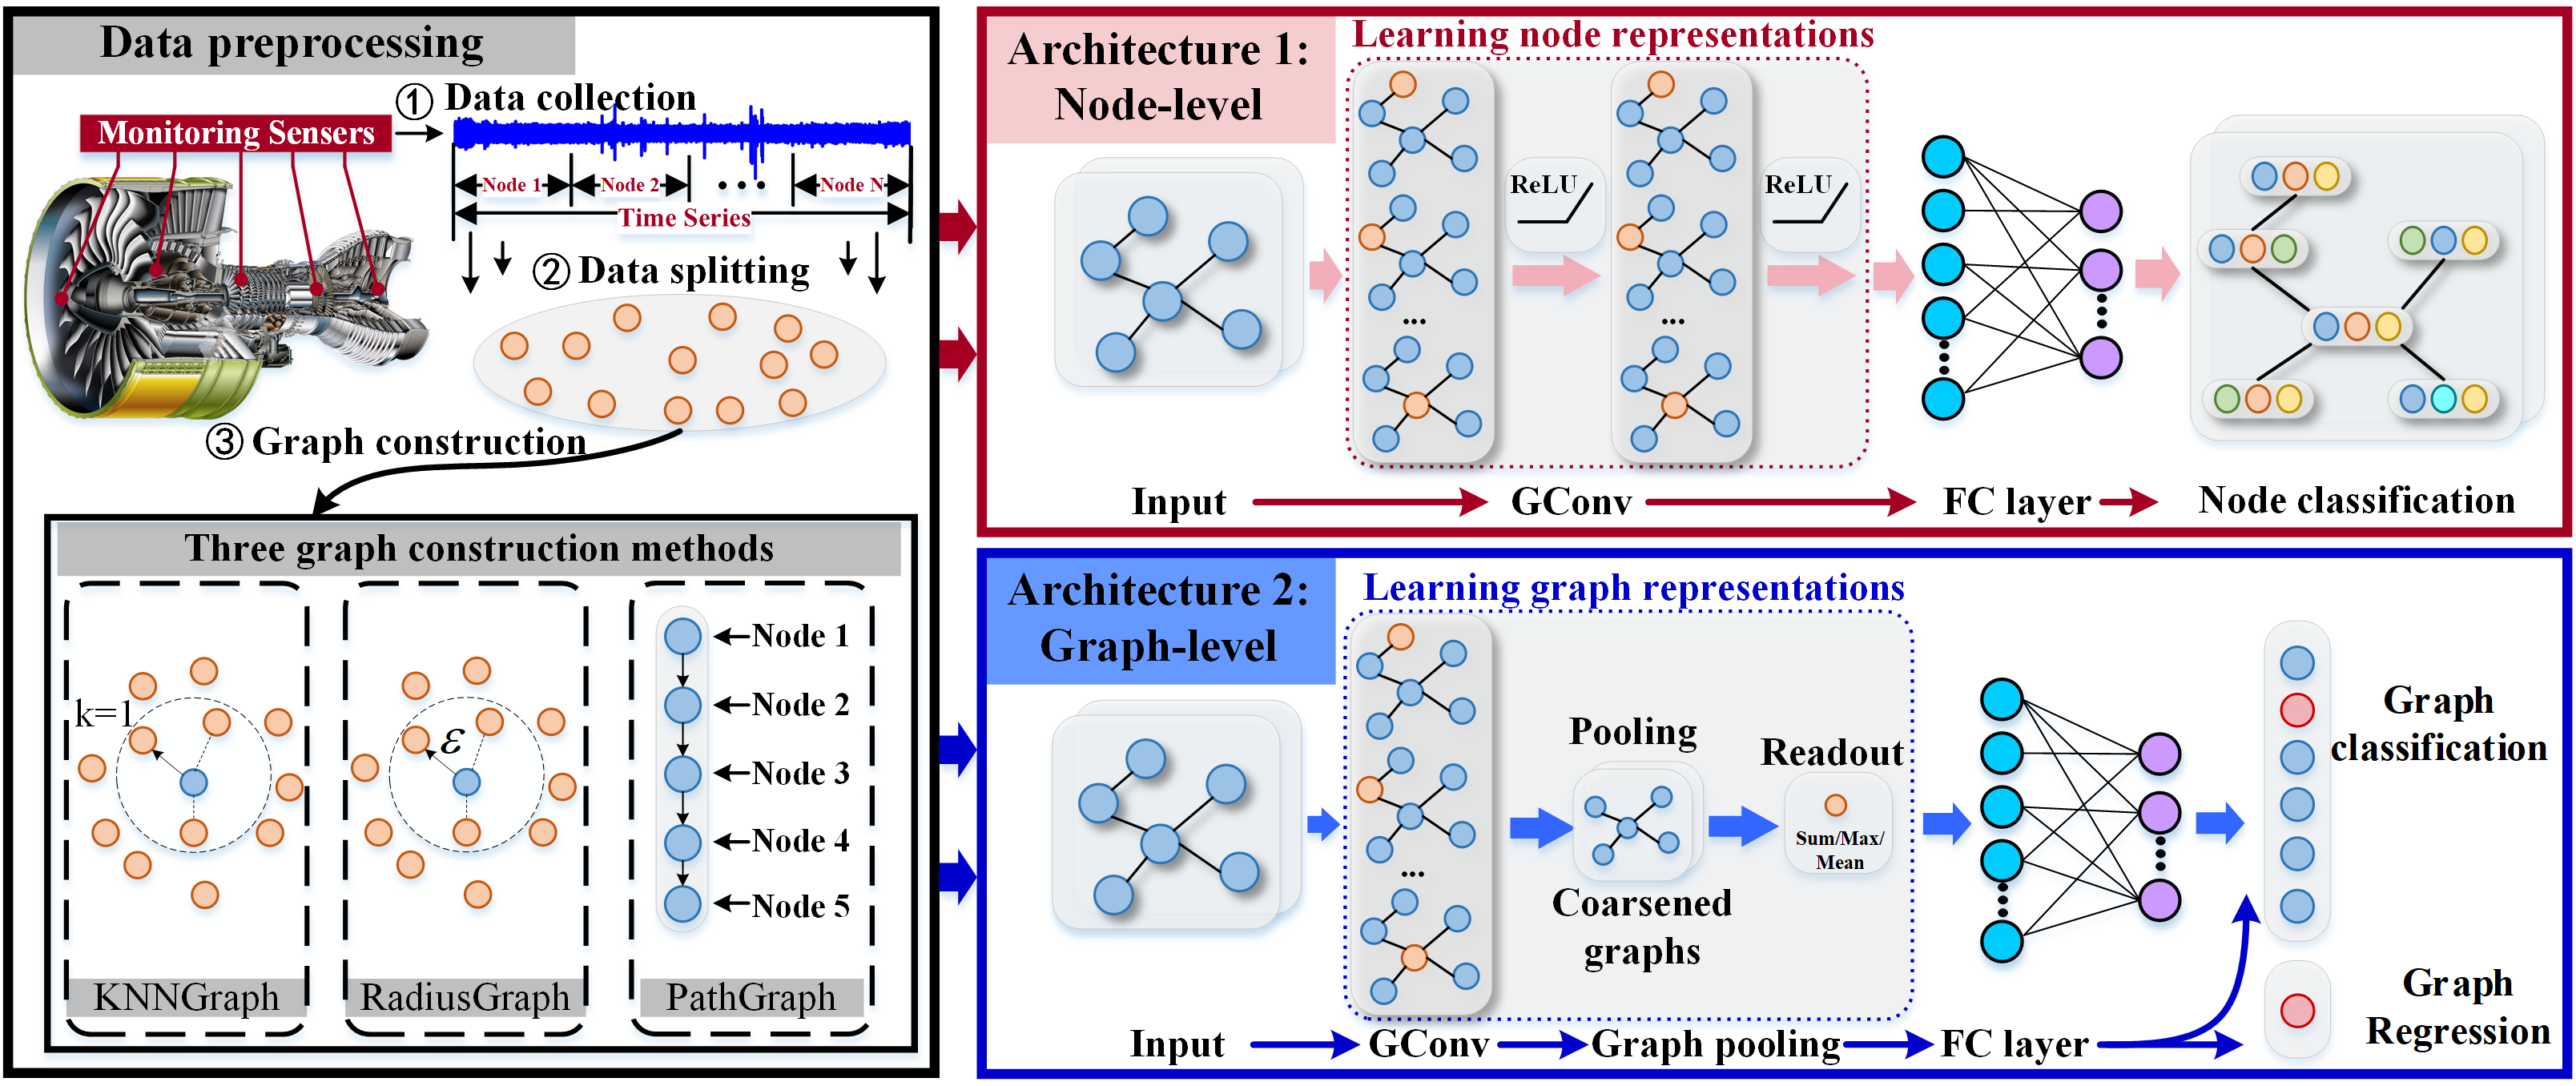 Data preprocessing
① Data collection
Monitoring Sensers
Node 1
Node 2
• • •
Node N
Time Series
② Data splitting
③ Graph construction
Three graph construction methods
k=1
KNNGraph
ε
RadiusGraph
Node 1
Node 2
Node 3
Node 4
Node 5
PathGraph
Architecture 1:
Node-level
Learning node representations
ReLU
ReLU
...
...
Input
GConv
FC layer
Node classification
Architecture 2:
Graph-level
Learning graph representations
...
Pooling
Coarsened
graphs
Readout
Sum/Max/
Mean
Graph
classification
Graph
Regression
Input
GConv
Graph pooling
FC layer